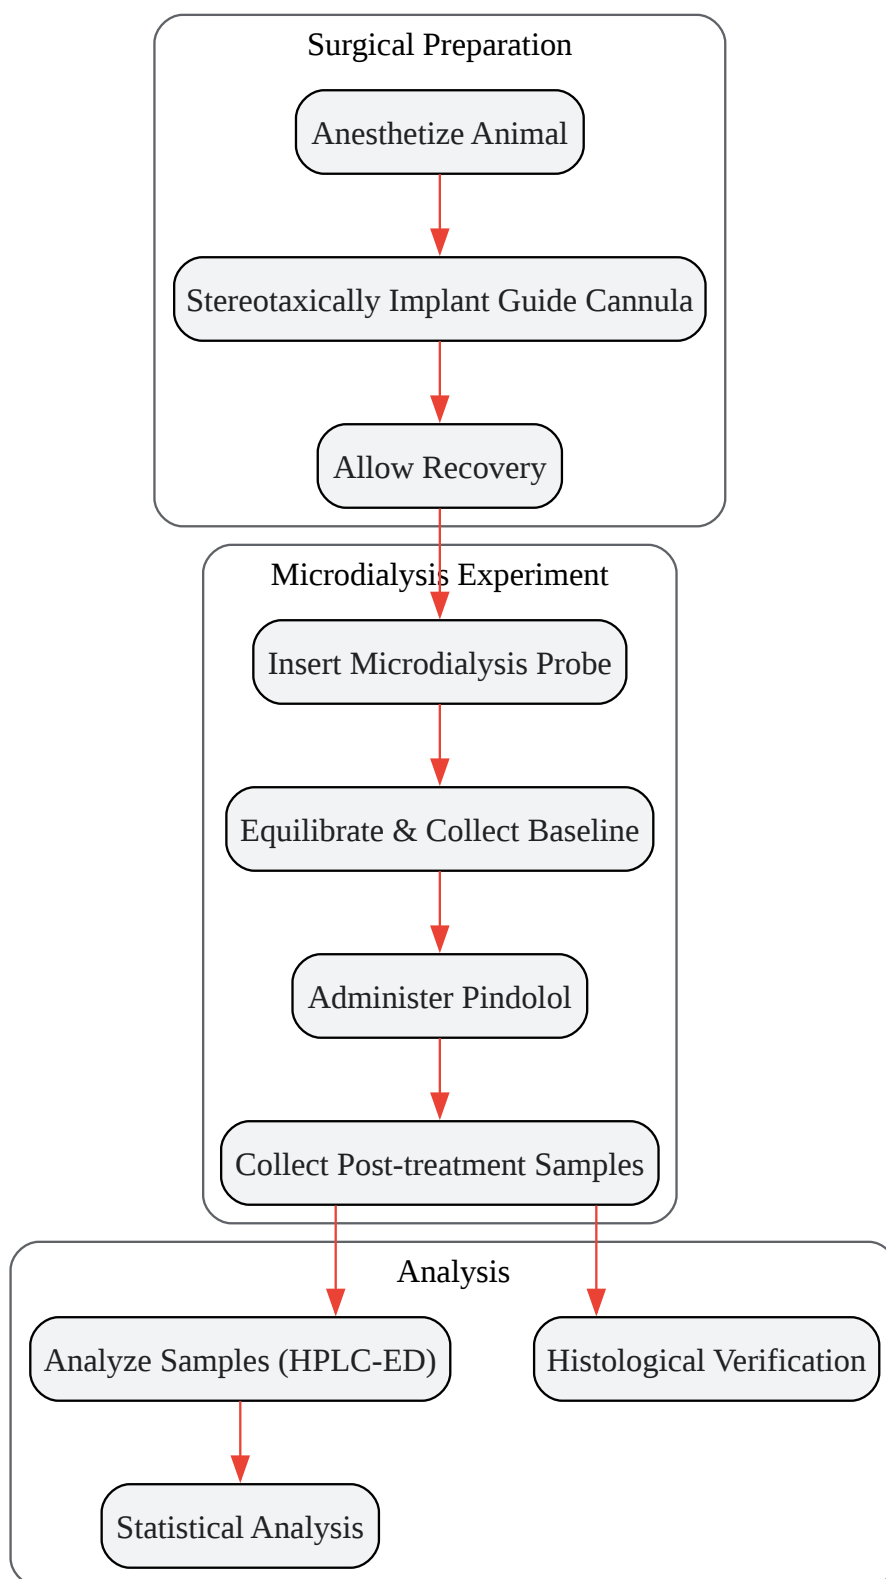 Surgical Preparation
Anesthetize Animal
Stereotaxically Implant Guide Cannula
Allow Recovery
Microdialysis Experiment
Insert Microdialysis Probe
Equilibrate & Collect Baseline
Administer Pindolol
Collect Post-treatment Samples
Analysis
Analyze Samples (HPLC-ED)
Histological Verification
Statistical Analysis